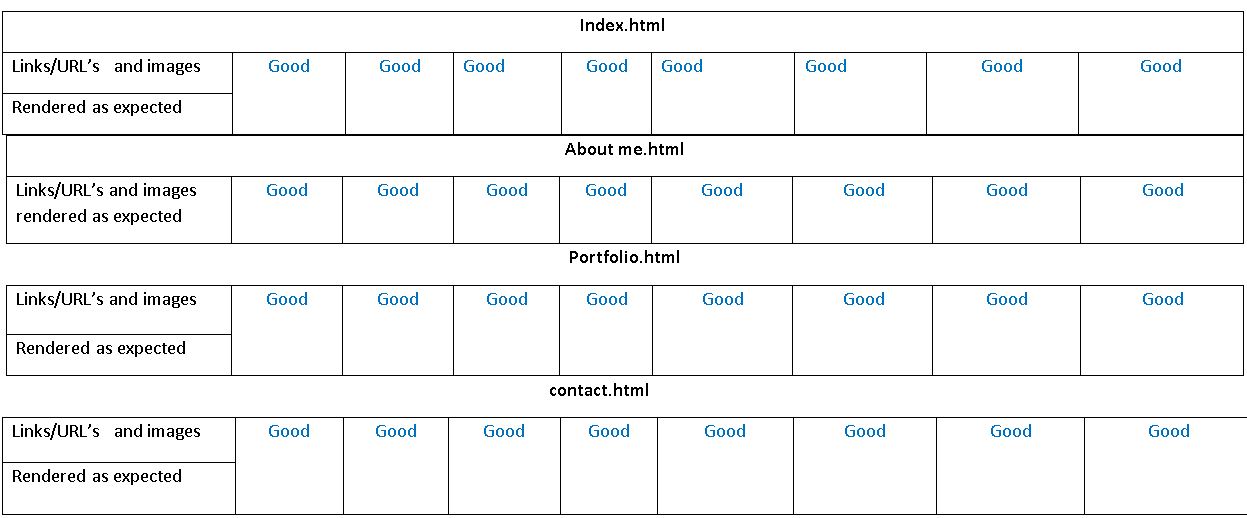 Index.html
Links/URL's and images Good Good Good Good Good Good Good Good
Rendered as expected
About me.html
Links/URL's and images Good Good Good Good Good Good Good Good
rendered as expected
Portfolio.html
Links/URL's and images Good Good Good Good Good Good Good Good
Rendered as expected
contact.html
Links/URL's and images Good Good Good Good Good Good Good Good
Rendered as expected